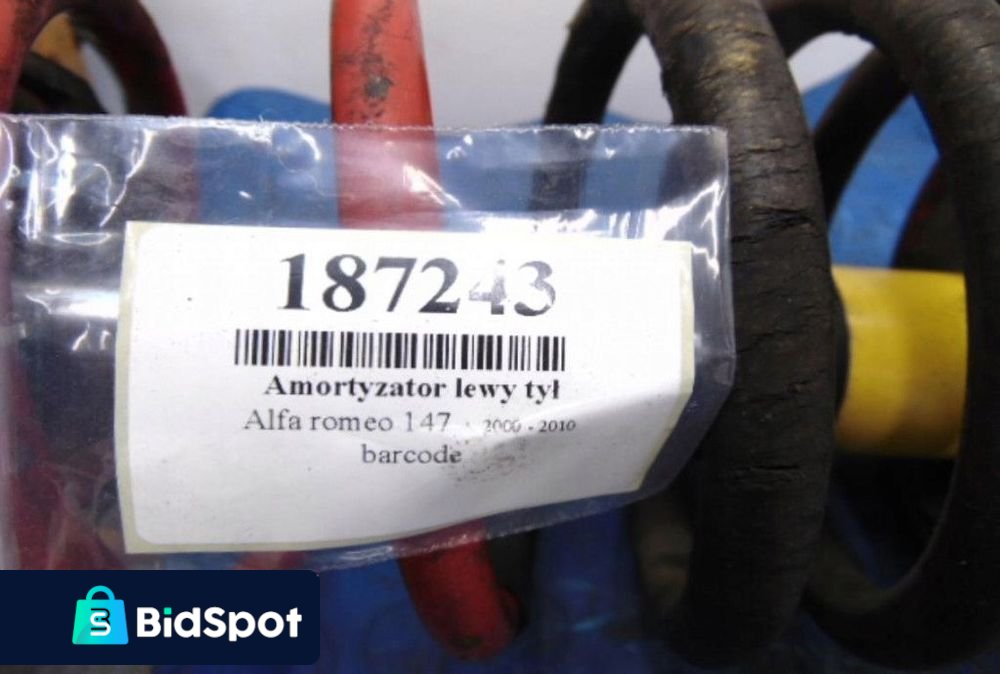 187243
Amortyzator lewy tył
Alfa romeo 147 · 2000 - 2010
barcode
BidSpot